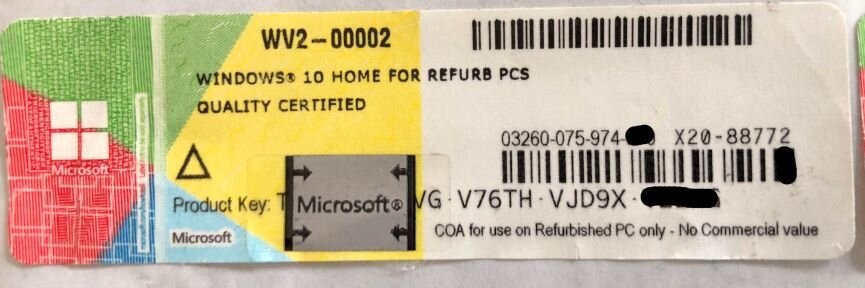 WV2-00002
WINDOWS® 10 HOME FOR REFURB PCS
QUALITY CERTIFIED
03260-075-974- 0 X20-88772
Microsoft
Product Key: T Microsoft® VG-V76TH-VJD9X-
Microsoft
COA for use on Refurbished PC only - No Commercial value